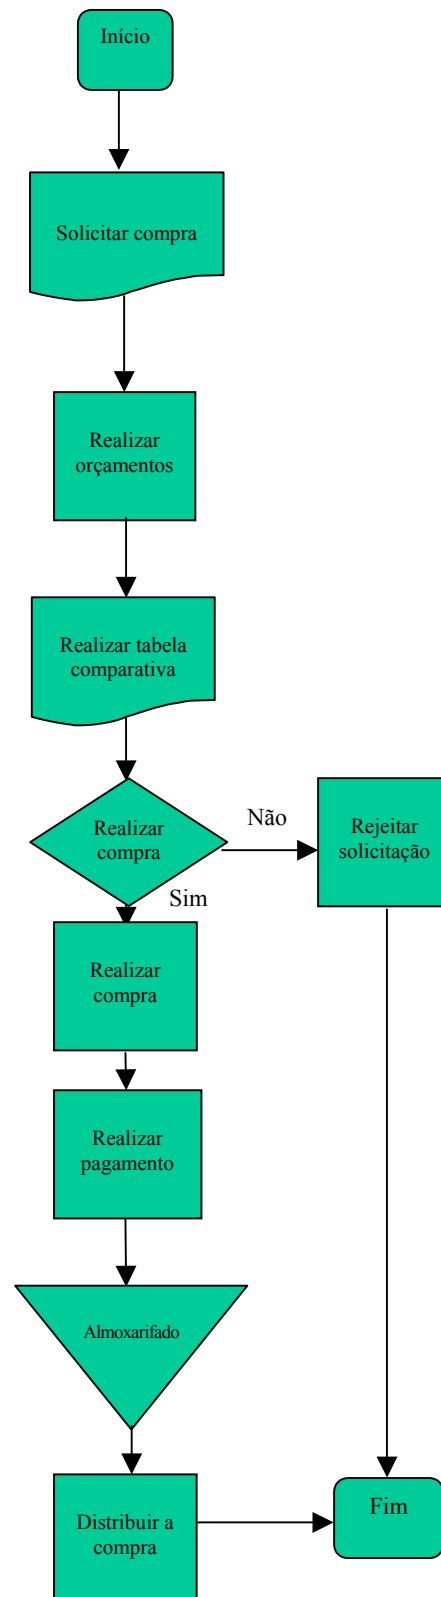 Início
Solicitar compra
Realizar
orçamentos
Realizar tabela
comparativa
Realizar
compra
Não
Rejeitar
solicitação
Sim
Realizar
compra
Realizar
pagamento
Almoxarifado
Distribuir a
compra
Fim